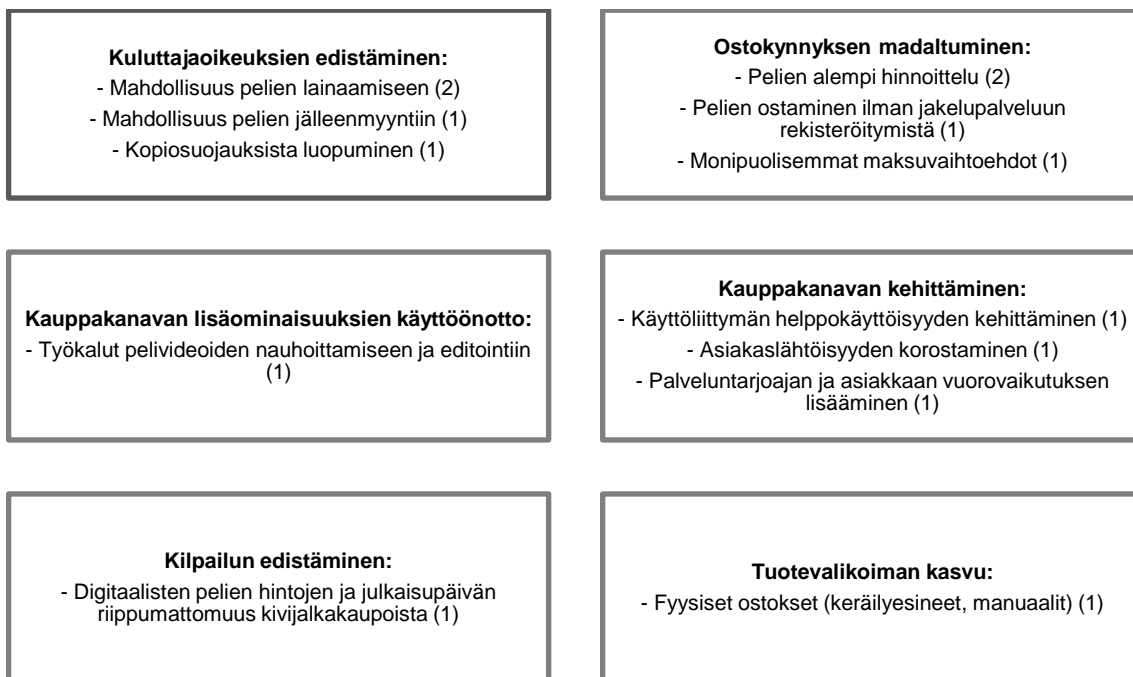 Kuluttajaoikeuksien edistäminen:
- Mahdollisuus pelien lainaamiseen (2)
- Mahdollisuus pelien jälleenmyyntiin (1)
- Kopiosuojauksista luopuminen (1)
Ostokynnyksen madaltuminen:
- Pelien alempi hinnoittelu (2)
- Pelien ostaminen ilman jakelupalveluun
rekisteröitymistä (1)
- Monipuolisemmat maksuvaihtoehdot (1)
Kauppakanavan lisäominaisuuksien käyttöönotto:
- Työkalut pelivideoiden nauhoittamiseen ja editointiin
(1)
Kauppakanavan kehittäminen:
- Käyttöliittymän helppokäyttöisyyden kehittäminen (1)
- Asiakaslähtöisyyden korostaminen (1)
- Palveluntarjoajan ja asiakkaan vuorovaikutuksen
lisääminen (1)
Kilpailun edistäminen:
- Digitaalisten pelien hintojen ja julkaisupäivän
riippumattomuus kivijalkakaupoista (1)
Tuotevalikoiman kasvu:
- Fyysiset ostokset (keräilyesineet, manuaalit) (1)